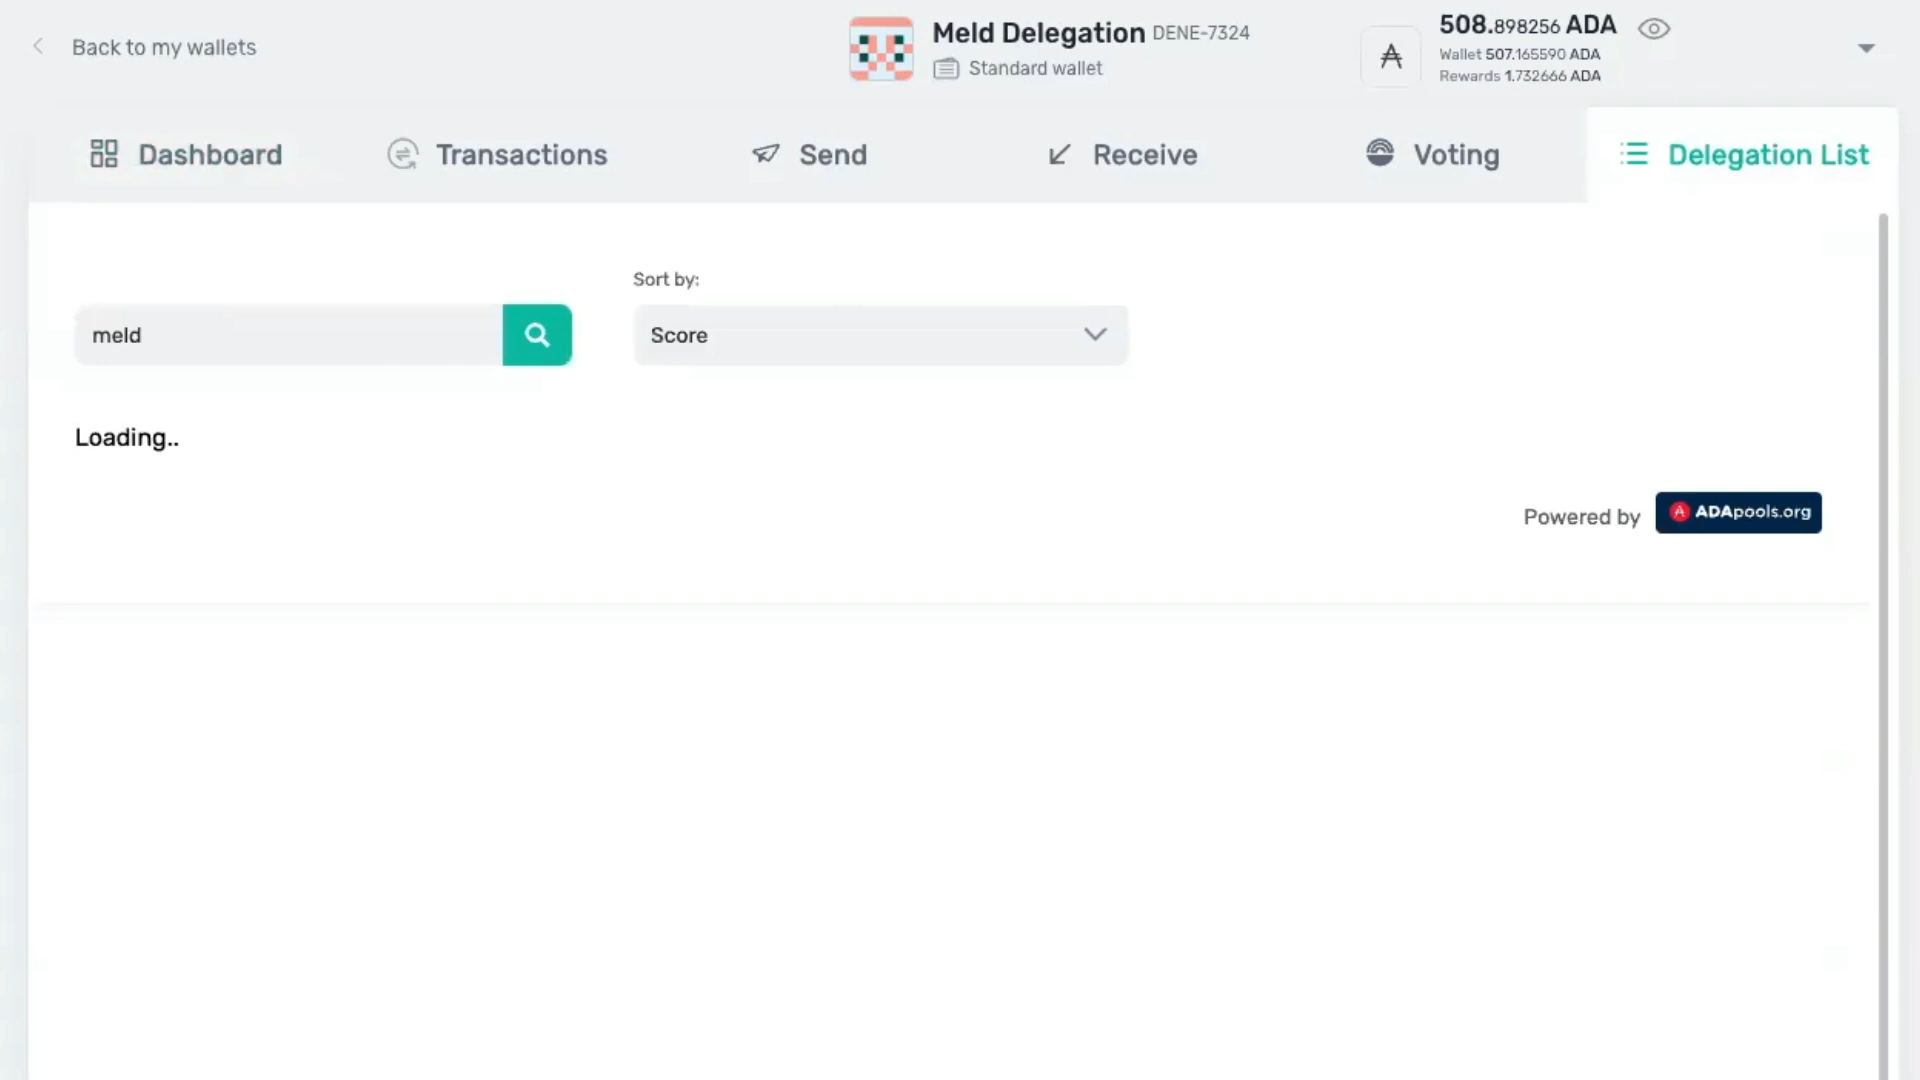 Back to my wallets
Meld Delegation DENE-7324
Standard wallet
508.898256 ADA
Wallet 507.165590 ADA
Rewards 1.732666 ADA
Dashboard
Transactions
Send
Receive
Voting
Delegation List
Sort by:
meld
Score
Loading..
Powered by ADApools.org